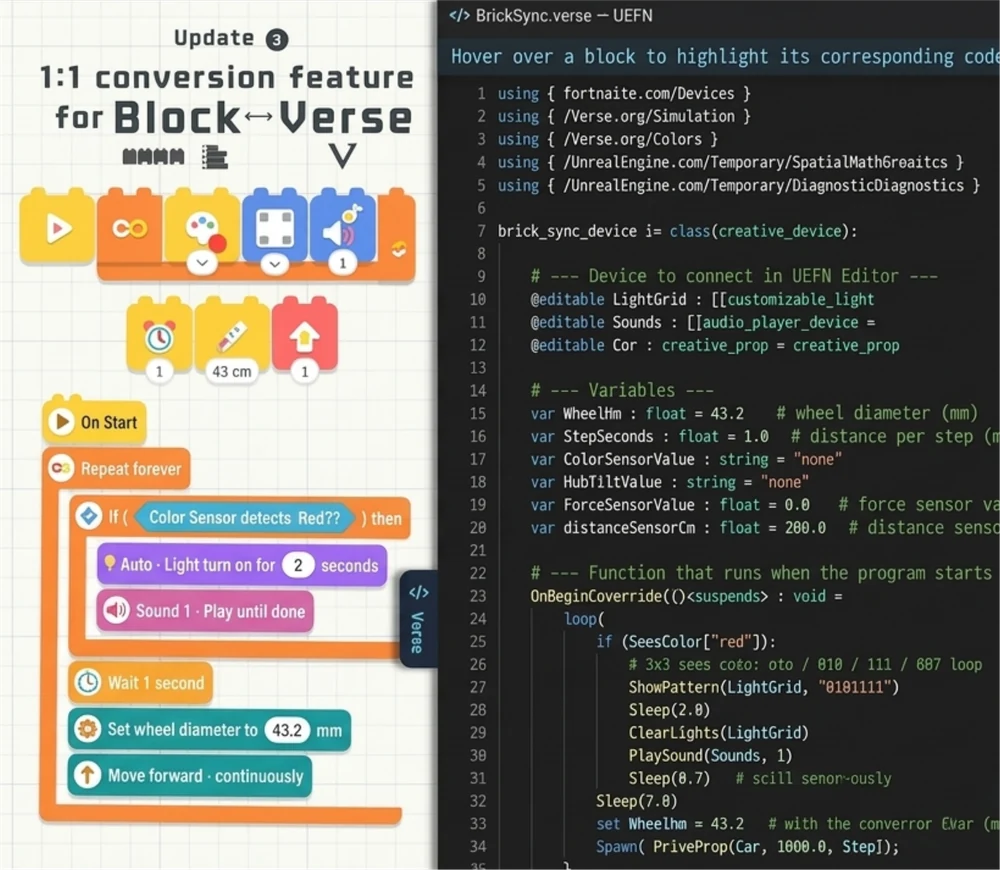 Update 3
1:1 conversion feature
for Block↔Verse
1
1
43 cm
1
On Start
Repeat forever
If ( Color Sensor detects Red?? ) then
Auto · Light turn on for 2 seconds
Sound 1 · Play until done
Wait 1 second
Set wheel diameter to 43.2 mm
Move forward · continuously
</> Verse
</> BrickSync.verse — UEFN
Hover over a block to highlight its corresponding code
1 using { fortnaite.com/Devices }
2 using { /Verse.org/Simulation }
3 using { /Verse.org/Colors }
4 using { /UnrealEngine.com/Temporary/SpatialMath }
5 using { /UnrealEngine.com/Temporary/DiagnosticDiagnostics }
6
7 brick_sync_device i= class(creative_device):
8
9 # --- Device to connect in UEFN Editor ---
10 @editable LightGrid : [[customizable_light
11 @editable Sounds : [[audio_player_device =
12 @editable Cor : creative_prop = creative_prop
13
14 # --- Variables ---
15 var WheelHm : float = 43.2 # wheel diameter (mm)
16 var StepSeconds : float = 1.0 # distance per step (m
17 var ColorSensorValue : string = "none"
18 var HubTiltValue : string = "none"
19 var ForceSensorValue : float = 0.0 # force sensor va
20 var distanceSensorCm : float = 200.0 # distance senso
21
22 # --- Function that runs when the program starts
23 OnBeginCoverride(()<suspends> : void =
24 loop(
25 if (SeesColor["red"]):
26 # 3x3 sees oto / 010 / 111 / 607 loop
27 ShowPattern(LightGrid, "0101111")
28 Sleep(2.0)
29 ClearLights(LightGrid)
30 PlaySound(Sounds, 1)
31 Sleep(0.7) # scill
32 Sleep(7.0)
33 set Wheelhm = 43.2 # with the converror (m
34 Spawn( PriveProp(Car, 1000.0, Step]);